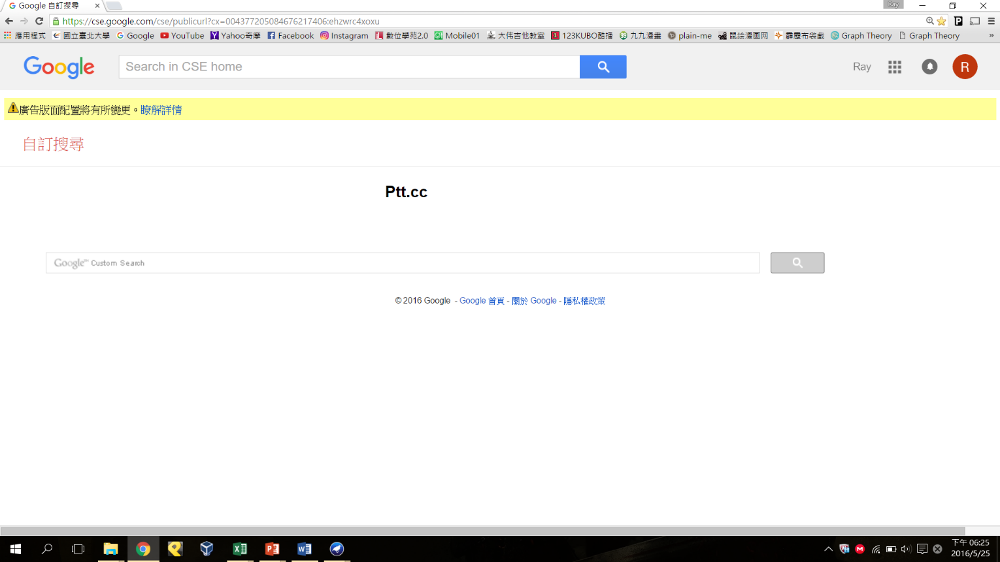 Google 自訂搜尋
Ray
https://cse.google.com/cse/publicurl?cx=004377205084676217406:ehzwrc4xoxu
應用程式 國立臺北大學 Google YouTube Yahoo奇摩 Facebook Instagram 數位學苑2.0 Mobile01 大伟吉他教室 123KUBO酷播 九九漫畫 plain-me 鼠绘漫画网 霹靂布袋戲 Graph Theory Graph Theory »
Google Search in CSE home Ray R
廣告版面配置將有所變更。瞭解詳情
自訂搜尋
Ptt.cc
Google™ Custom Search
© 2016 Google - Google 首頁 - 關於 Google - 隱私權政策
下午 06:25
2016/5/25